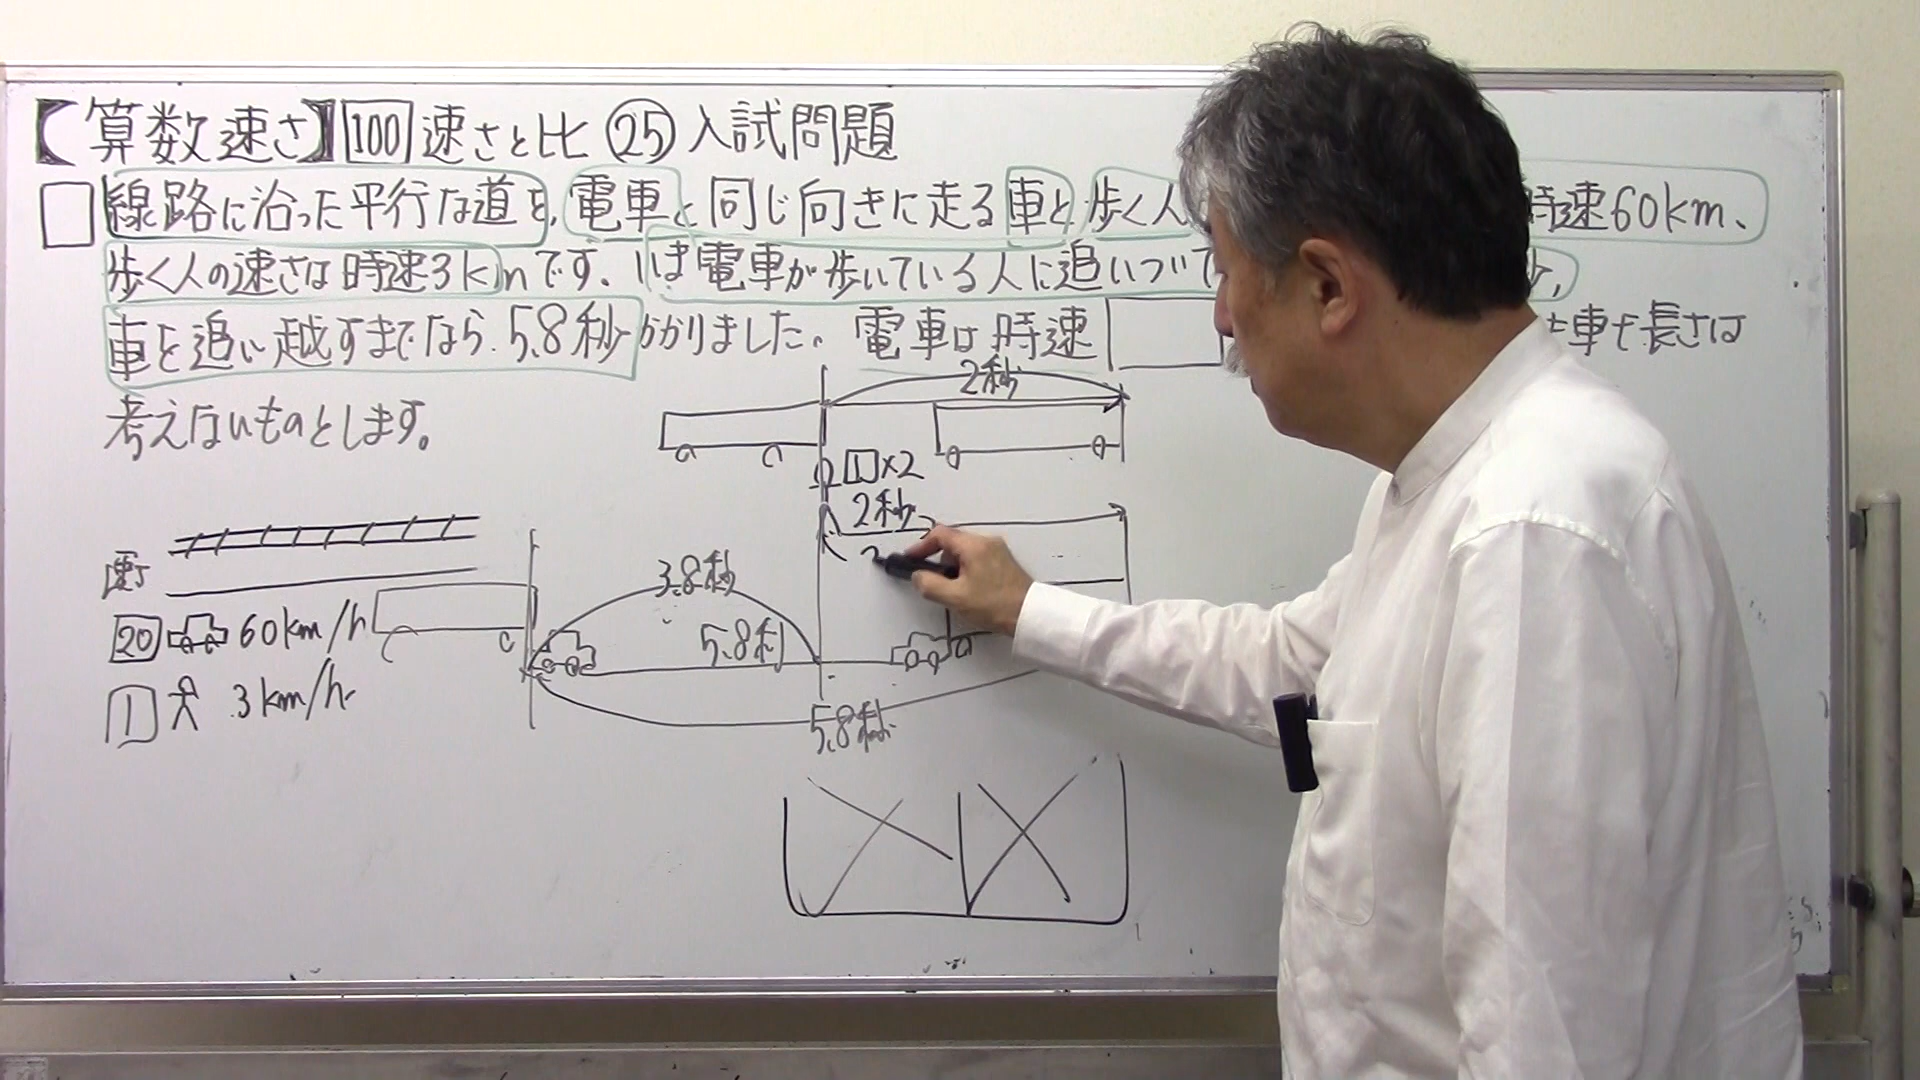 【算数速さ】100 速さと比 ㉕ 入試問題
線路に沿った平行な道を,電車と同じ向きに走る車と歩く人 時速60km、
歩く人の速さは時速3kmです.いま電車が歩いている人に追いついて 秒,
車を追い越すまでなら5.8秒かかりました。電車は時速 車も長さは
考えないものとします。
2秒
1×2
2秒
3.8秒
20 60km/h
5.8秒
1 3km/h
5.8秒